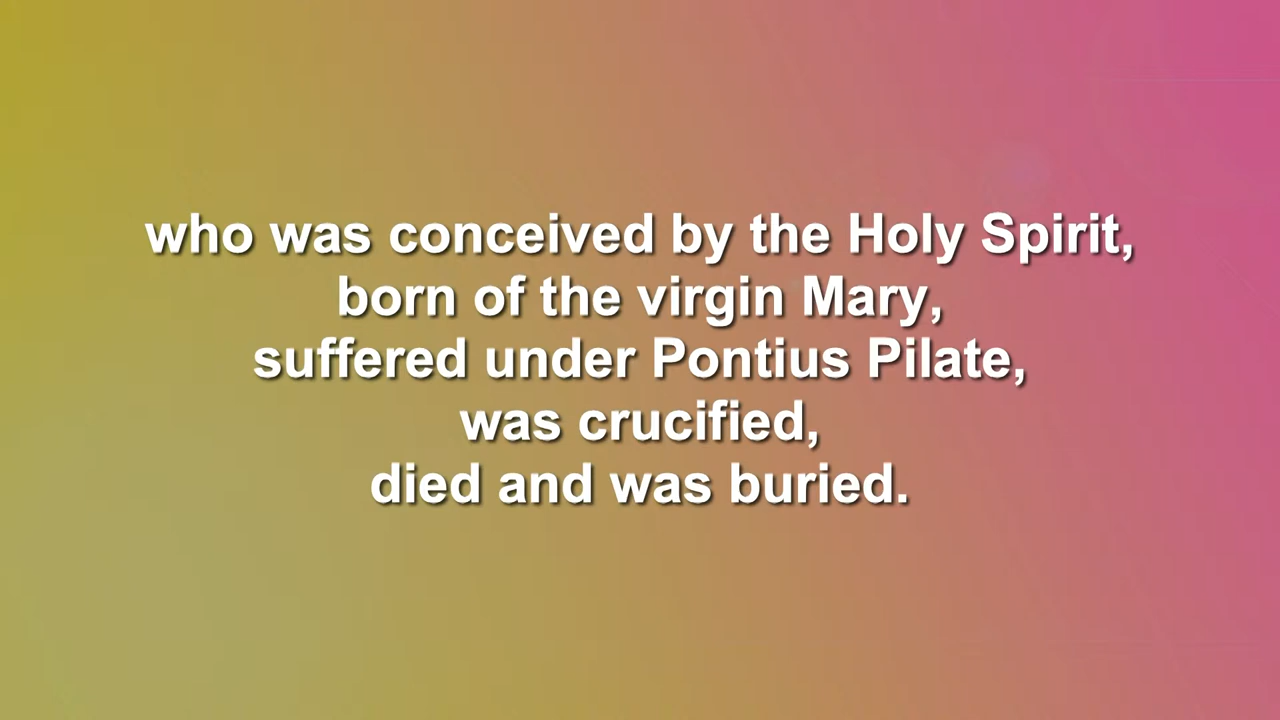 who was conceived by the Holy Spirit,
born of the virgin Mary,
suffered under Pontius Pilate,
was crucified,
died and was buried.